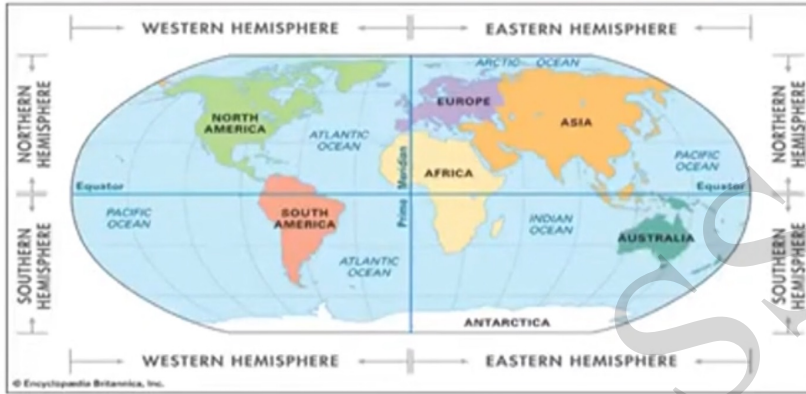 WESTERN HEMISPHERE
EASTERN HEMISPHERE
NORTHERN
HEMISPHERE
SOUTHERN
HEMISPHERE
ARCTIC OCEAN
NORTH
AMERICA
EUROPE
ASIA
ATLANTIC
OCEAN
PACIFIC
OCEAN
AFRICA
Prime Meridian
Equator
Equator
PACIFIC
OCEAN
SOUTH
AMERICA
ATLANTIC
OCEAN
INDIAN
OCEAN
AUSTRALIA
ANTARCTICA
NORTHERN
HEMISPHERE
SOUTHERN
HEMISPHERE
WESTERN HEMISPHERE
EASTERN HEMISPHERE
© Encyclopædia Britannica, Inc.